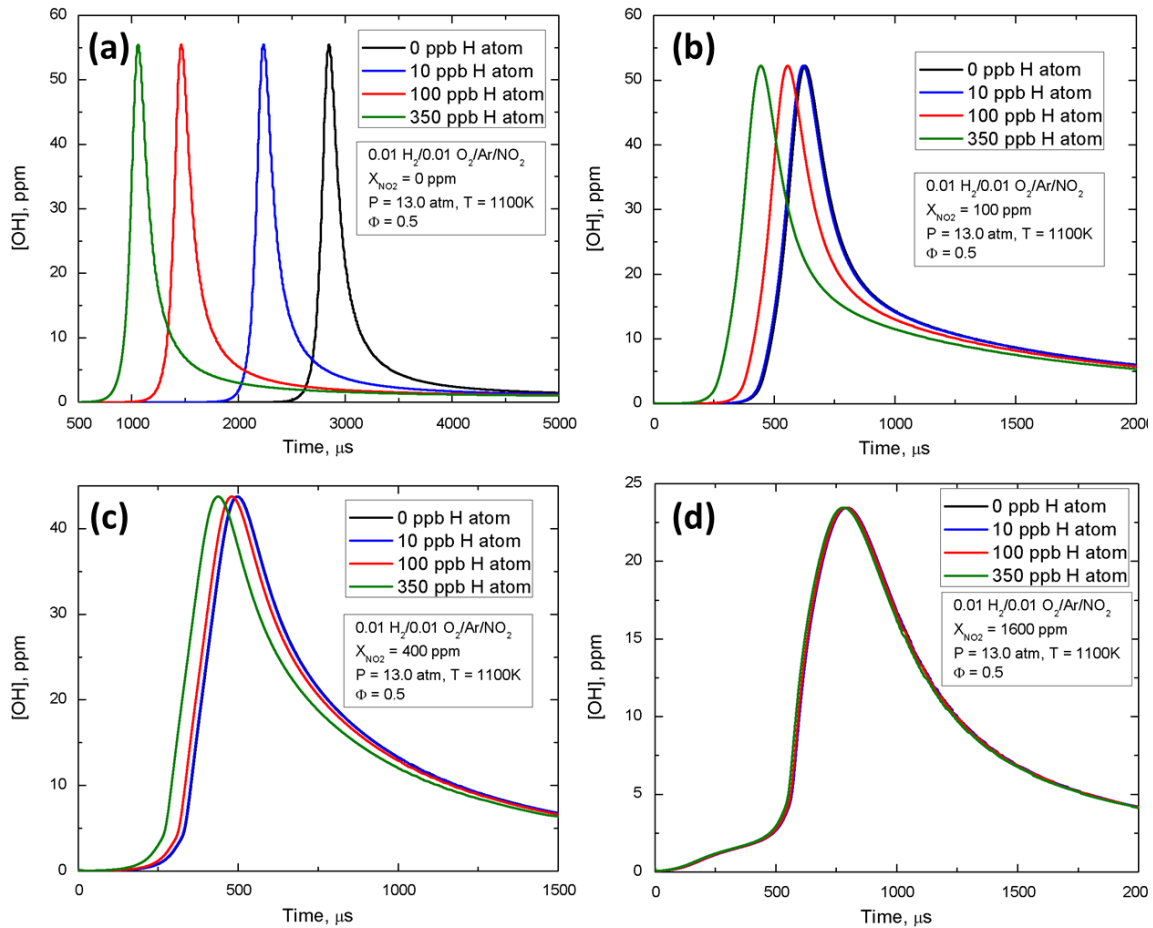 (a)
0 ppb H atom
10 ppb H atom
100 ppb H atom
350 ppb H atom
0.01 H2/0.01 O2/Ar/NO2
XNO2 = 0 ppm
P = 13.0 atm, T = 1100K
Φ = 0.5
[OH], ppm
60
50
40
30
20
10
0
500
1000
2000
3000
4000
5000
Time, μs
(b)
0 ppb H atom
10 ppb H atom
100 ppb H atom
350 ppb H atom
0.01 H2/0.01 O2/Ar/NO2
XNO2 = 100 ppm
P = 13.0 atm, T = 1100K
Φ = 0.5
[OH], ppm
60
50
40
30
20
10
0
0
500
1000
1500
2000
Time, μs
(c)
0 ppb H atom
10 ppb H atom
100 ppb H atom
350 ppb H atom
0.01 H2/0.01 O2/Ar/NO2
XNO2 = 400 ppm
P = 13.0 atm, T = 1100K
Φ = 0.5
[OH], ppm
40
30
20
10
0
0
500
1000
1500
Time, μs
(d)
0 ppb H atom
10 ppb H atom
100 ppb H atom
350 ppb H atom
0.01 H2/0.01 O2/Ar/NO2
XNO2 = 1600 ppm
P = 13.0 atm, T = 1100K
Φ = 0.5
[OH], ppm
25
20
15
10
5
0
0
500
1000
1500
200
Time, μs